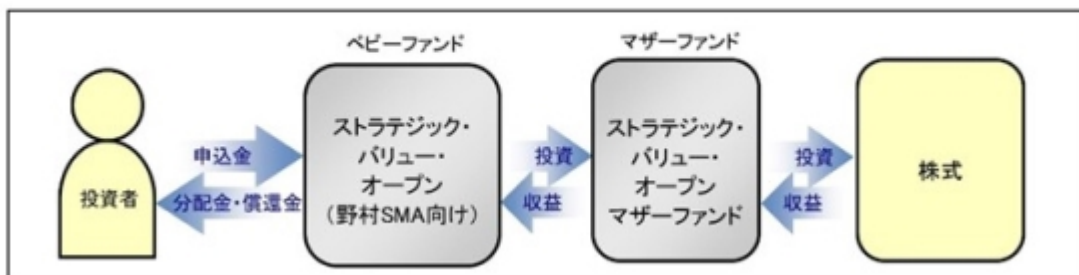 ベビーファンド
マザーファンド
投資者
申込金
分配金・償還金
ストラテジック・
バリュー・
オープン
(野村SMA向け)
投資
収益
ストラテジック・
バリュー・
オープン
マザーファンド
投資
収益
株式